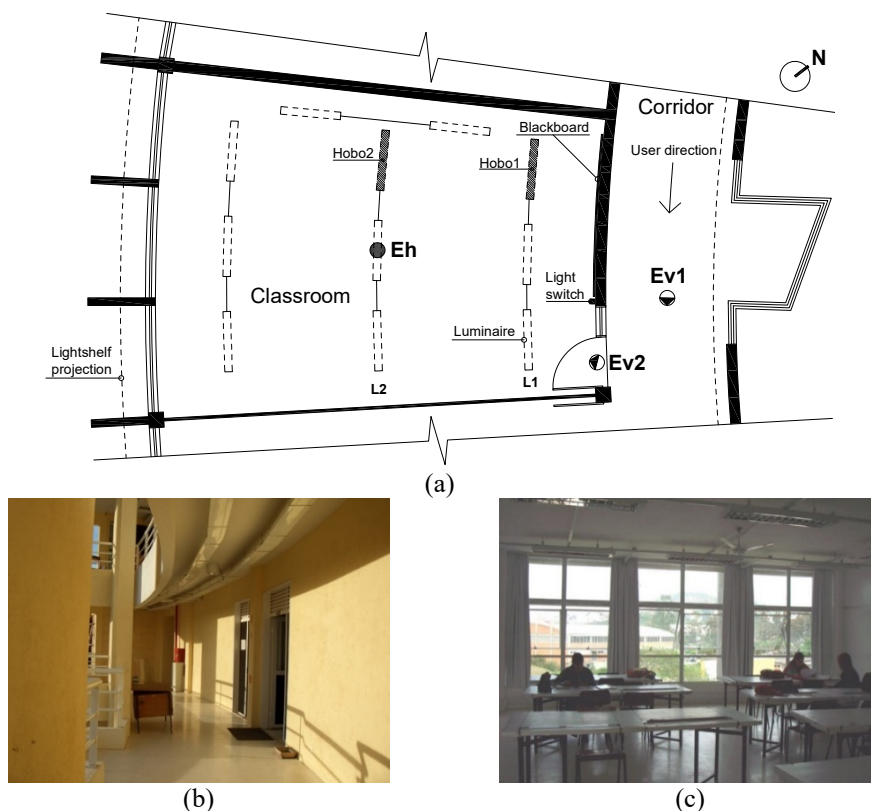 N
Corridor
Blackboard
User direction
Hobo2
Hobo1
Eh
Ev1
Light
switch
Classroom
Luminaire
Ev2
Lightshelf
projection
L2
L1
(a)
(b)
(c)